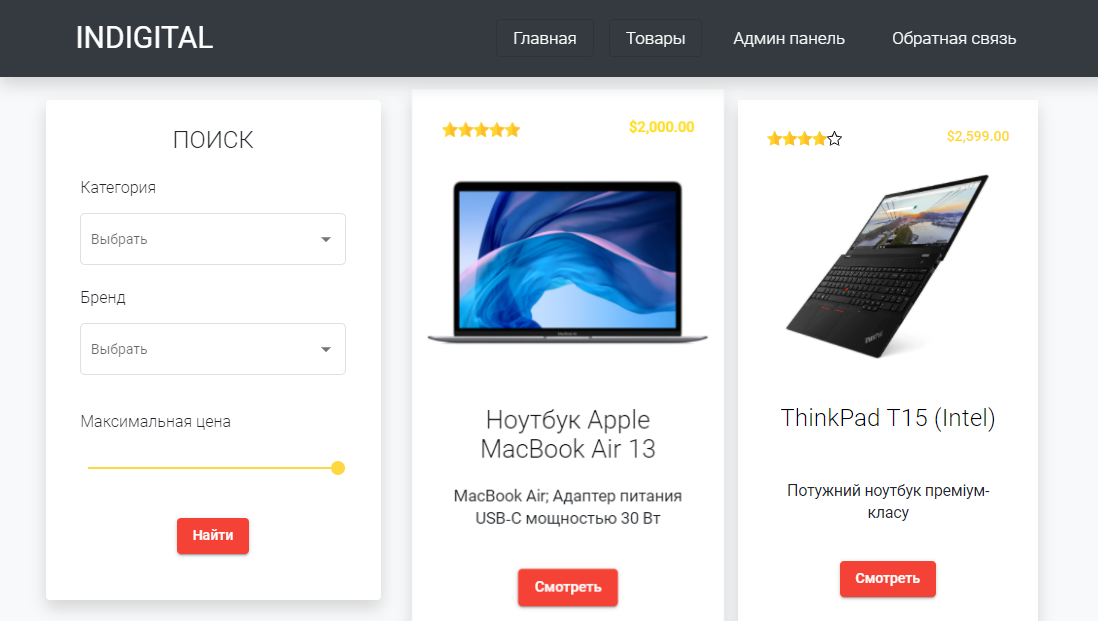 INDIGITAL
Главная
Товары
Админ панель
Обратная связь
ПОИСК
Категория
Выбрать
Бренд
Выбрать
Максимальная цена
Найти
$2,000.00
Ноутбук Apple
MacBook Air 13
MacBook Air; Адаптер питания
USB-C мощностью 30 Вт
Смотреть
$2,599.00
ThinkPad T15 (Intel)
Потужний ноутбук преміум-
класу
Смотреть